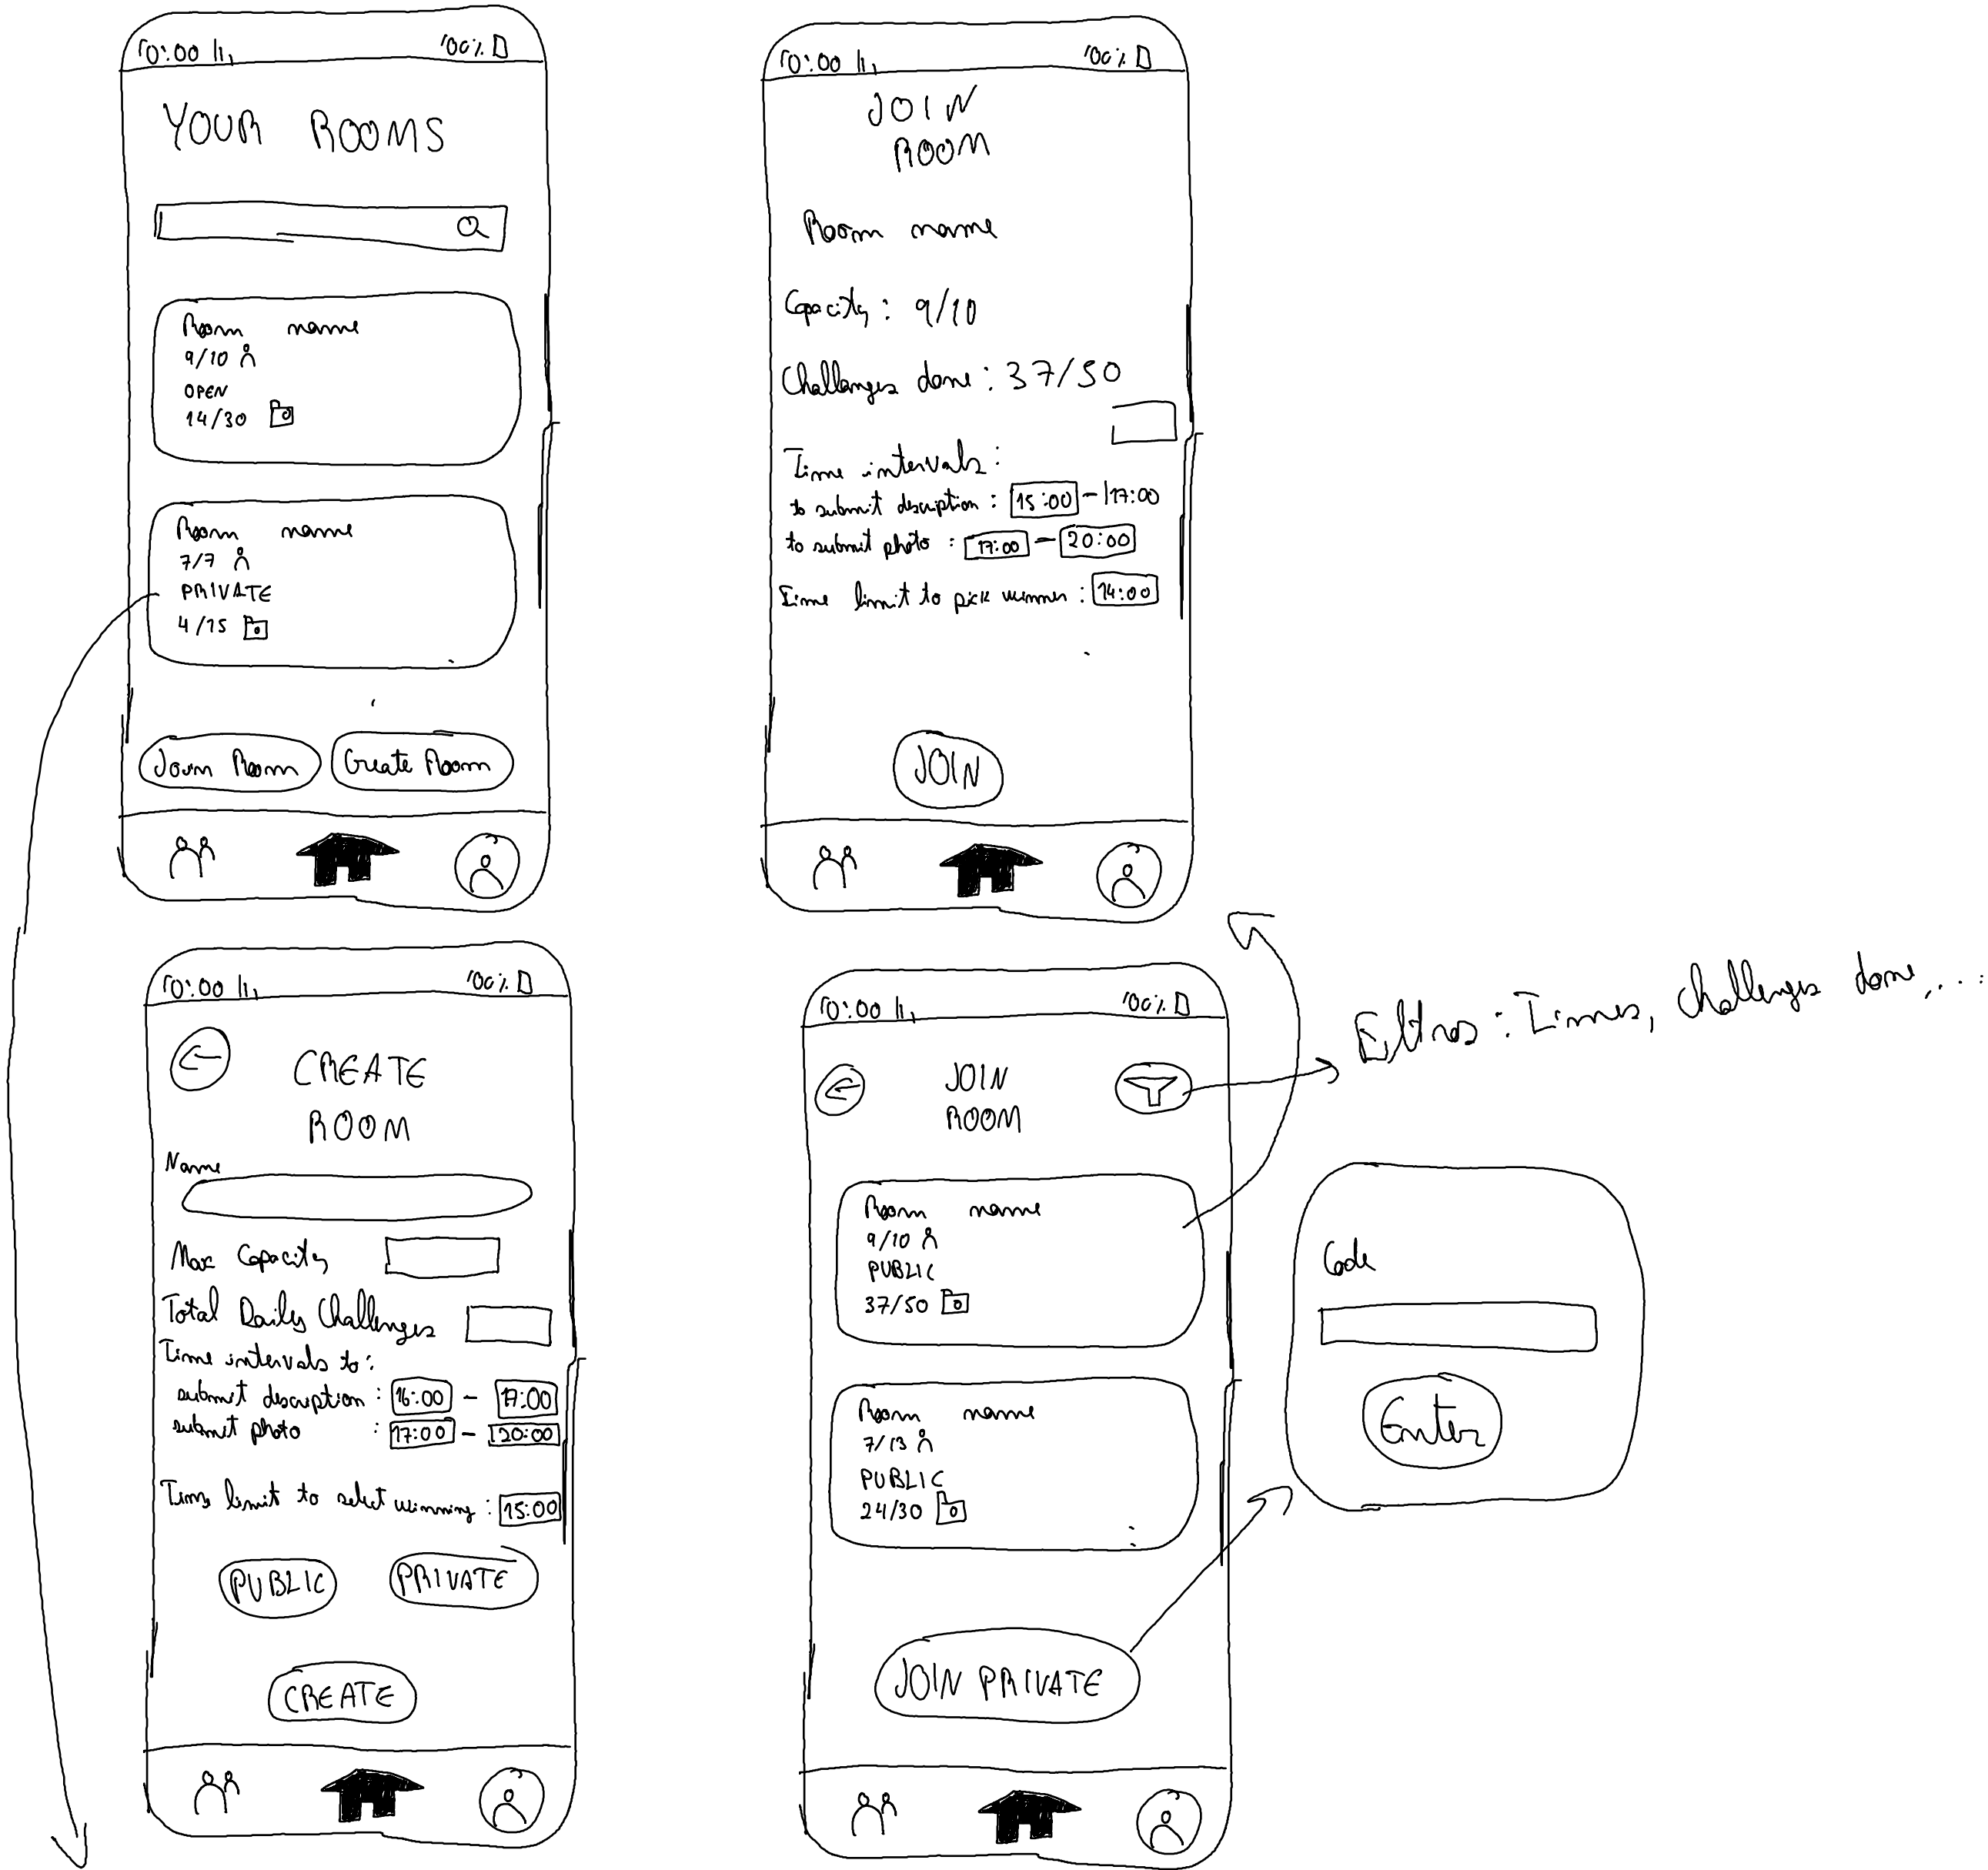 10:00
100%
YOUR ROOMS
Room name
9/10
OPEN
14/30
Room name
7/7
PRIVATE
4/15
Join Room
Create Room
10:00
100%
JOIN
ROOM
Room name
Capacity: 9/10
Challanges done: 37/50
Time intervals:
to submit description: 15:00 - 17:00
to submit photo: 17:00 - 20:00
Time limit to pick winner: 14:00
JOIN
10:00
100%
CREATE
ROOM
Name
Max Capacity
Total Daily Challenges
Time intervals to:
submit description: 16:00 - 17:00
submit photo: 17:00 - 20:00
Time limit to select winning: 15:00
PUBLIC
PRIVATE
CREATE
10:00
100%
JOIN
ROOM
Room name
9/10
PUBLIC
37/50
Room name
7/13
PUBLIC
24/30
JOIN PRIVATE
Filtros: Times, challenges done,...
Code
Enter